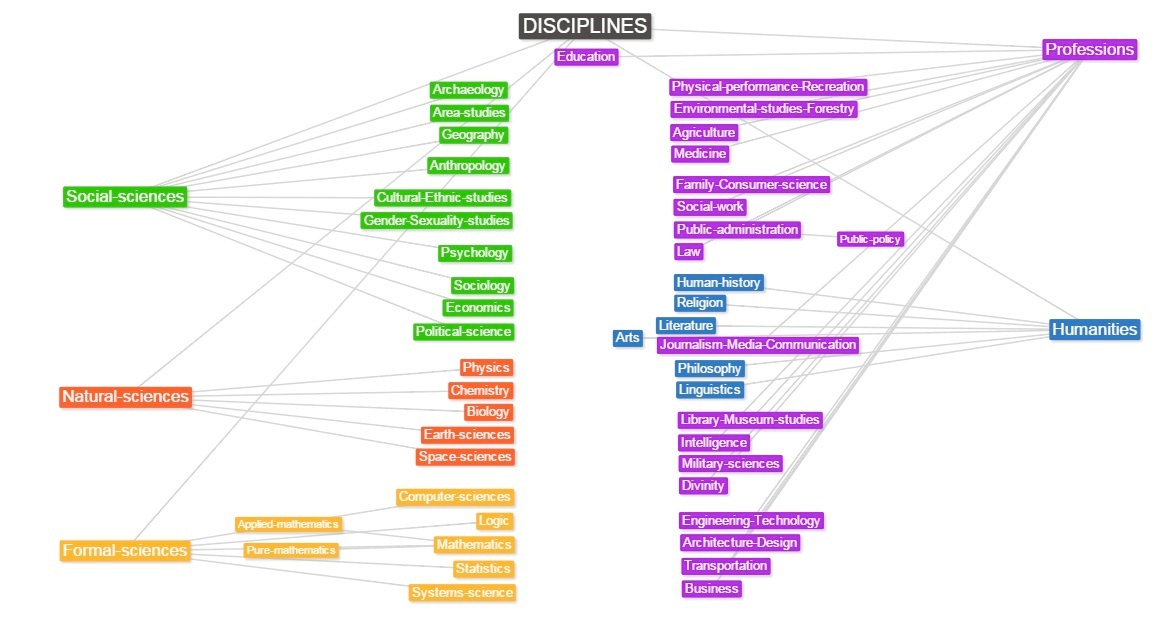 DISCIPLINES
Education
Professions
Archaeology
Area-studies
Geography
Anthropology
Social-sciences
Cultural-Ethnic-studies
Gender-Sexuality-studies
Psychology
Sociology
Economics
Political-science
Natural-sciences
Physics
Chemistry
Biology
Earth-sciences
Space-sciences
Computer-sciences
Applied-mathematics
Logic
Formal-sciences
Pure-mathematics
Mathematics
Statistics
Systems-science
Physical-performance-Recreation
Environmental-studies-Forestry
Agriculture
Medicine
Family-Consumer-science
Social-work
Public-administration
Public-policy
Law
Human-history
Religion
Literature
Humanities
Arts
Journalism-Media-Communication
Philosophy
Linguistics
Library-Museum-studies
Intelligence
Military-sciences
Divinity
Engineering-Technology
Architecture-Design
Transportation
Business